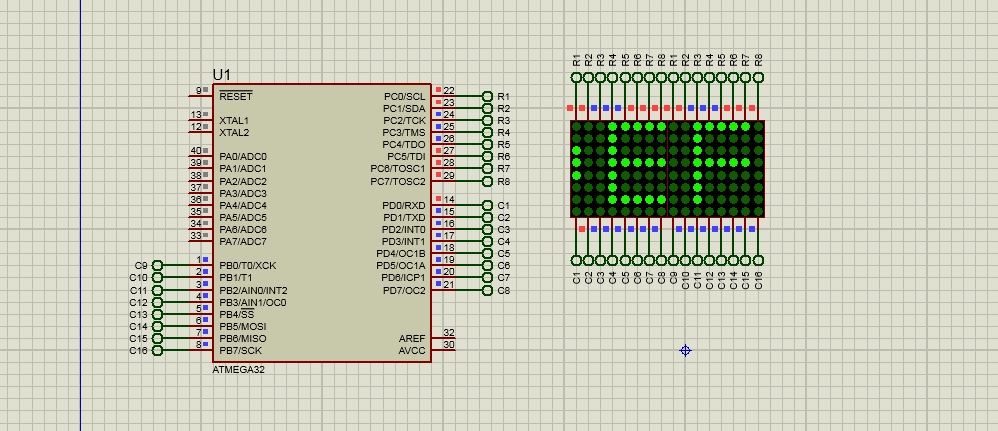 U1
9 RESET
13 XTAL1
12 XTAL2
40 PA0/ADC0
39 PA1/ADC1
38 PA2/ADC2
37 PA3/ADC3
36 PA4/ADC4
35 PA5/ADC5
34 PA6/ADC6
33 PA7/ADC7
C9 1 PB0/T0/XCK
C10 2 PB1/T1
C11 3 PB2/AIN0/INT2
C12 4 PB3/AIN1/OC0
C13 5 PB4/SS
C14 6 PB5/MOSI
C15 7 PB6/MISO
C16 8 PB7/SCK
PC0/SCL 22 R1
PC1/SDA 23 R2
PC2/TCK 24 R3
PC3/TMS 25 R4
PC4/TDO 26 R5
PC5/TDI 27 R6
PC6/TOSC1 28 R7
PC7/TOSC2 29 R8
PD0/RXD 14 C1
PD1/TXD 15 C2
PD2/INT0 16 C3
PD3/INT1 17 C4
PD4/OC1B 18 C5
PD5/OC1A 19 C6
PD6/ICP1 20 C7
PD7/OC2 21 C8
AREF 32
AVCC 30
ATMEGA32
R1 R2 R3 R4 R5 R6 R7 R8 R1 R2 R3 R4 R5 R6 R7 R8
EF
C1 C2 C3 C4 C5 C6 C7 C8 C9 C10 C11 C12 C13 C14 C15 C16